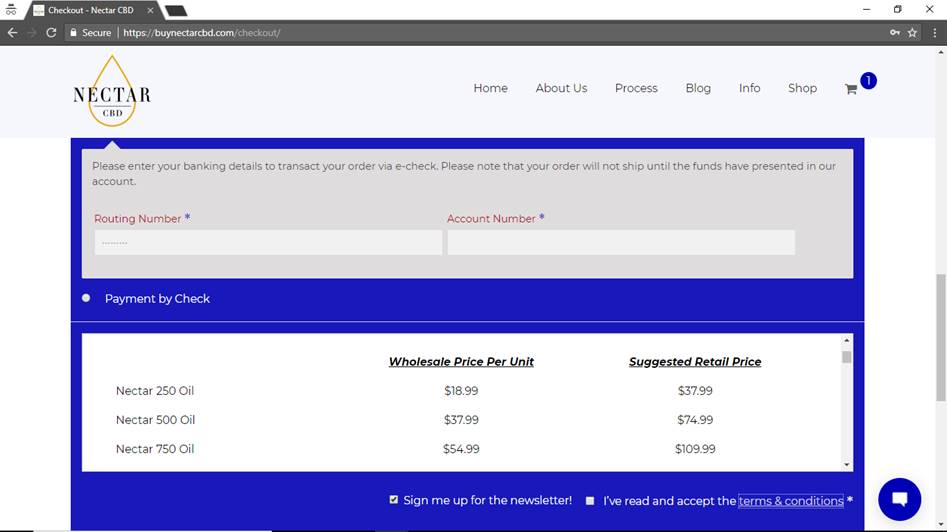 Checkout - Nectar CBD
Secure https://buynectarcbd.com/checkout/
NECTAR
CBD
Home About Us Process Blog Info Shop 1
Please enter your banking details to transact your order via e-check. Please note that your order will not ship until the funds have presented in our
account.
Routing Number * Account Number *
Payment by Check
Wholesale Price Per Unit Suggested Retail Price
Nectar 250 Oil $18.99 $37.99
Nectar 500 Oil $37.99 $74.99
Nectar 750 Oil $54.99 $109.99
Sign me up for the newsletter! I've read and accept the terms & conditions *